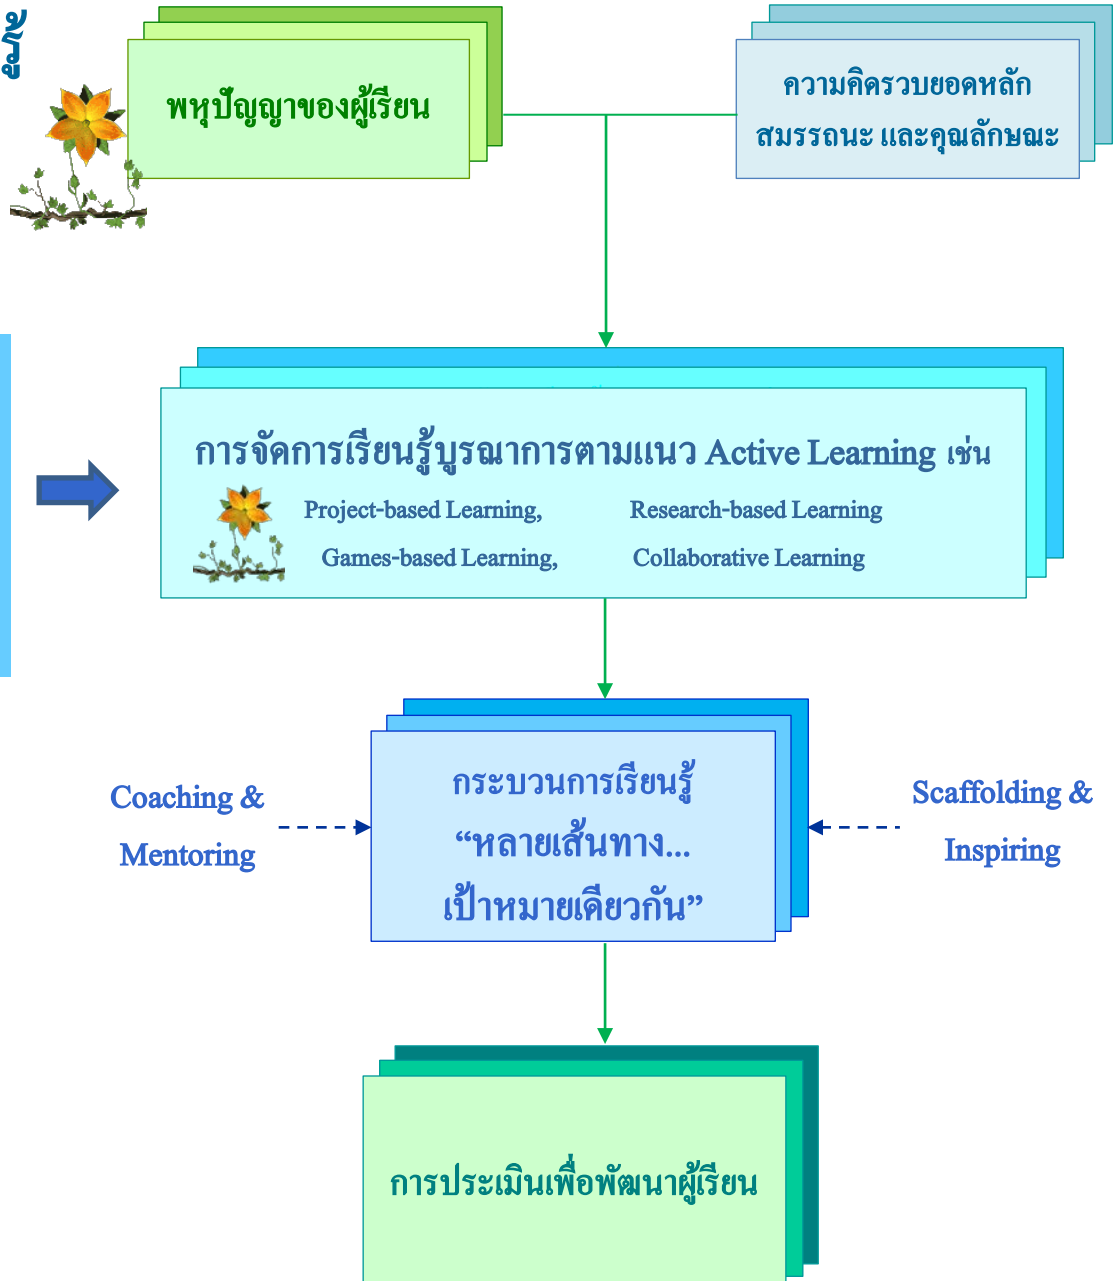 พหุปัญญาของผู้เรียน
ความคิดรวบยอดหลัก
สมรรถนะ และคุณลักษณะ
การจัดการเรียนรู้บูรณาการตามแนว Active Learning เช่น
Project-based Learning, Research-based Learning
Games-based Learning, Collaborative Learning
กระบวนการเรียนรู้
“หลายเส้นทาง...
เป้าหมายเดียวกัน”
Coaching &
Mentoring
Scaffolding &
Inspiring
การประเมินเพื่อพัฒนาผู้เรียน